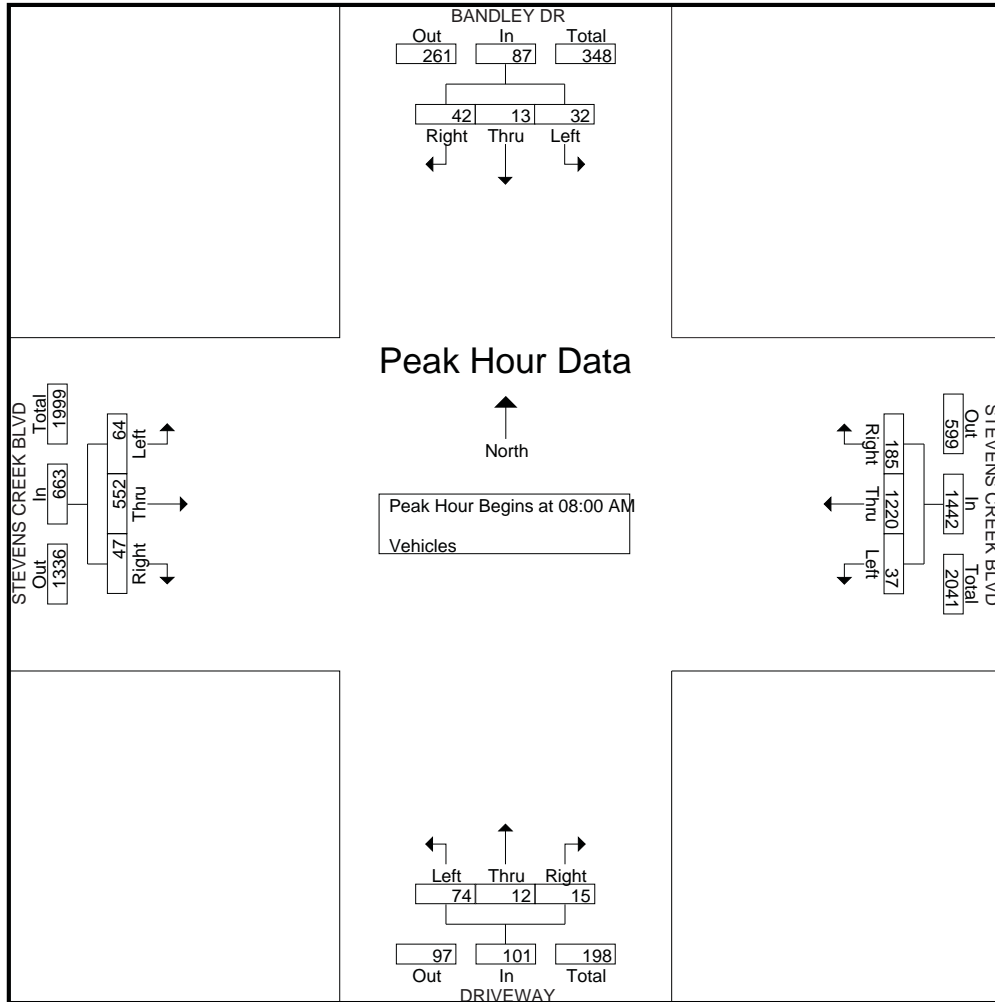 BANDLEY DR
Out In Total
261 87 348
42 13 32
Right Thru Left
Peak Hour Data
North
Peak Hour Begins at 08:00 AM
Vehicles
STEVENS CREEK BLVD
Total In Out
1999 663 1336
64 552 47
Left Thru Right
STEVENS CREEK BLVD
Out In Total
599 1442 2041
185 1220 37
Right Thru Left
Left Thru Right
74 12 15
97 101 198
Out In Total
DRIVEWAY